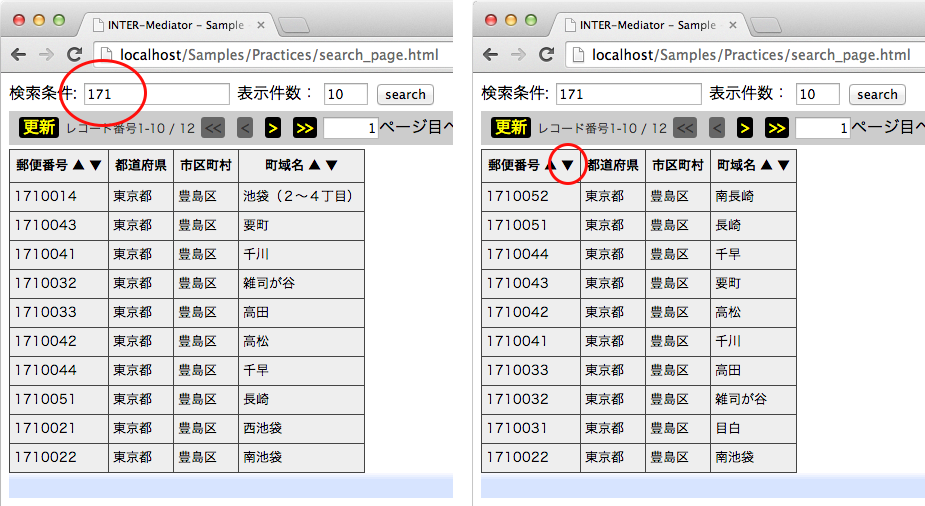 INTER-Mediator - Sample
localhost/Samples/Practices/search_page.html
検索条件: 171 表示件数: 10 search
更新 レコード番号1-10 / 12 << < > >> 1 ページ目へ
郵便番号 ▲ ▼ 都道府県 市区町村 町域名 ▲ ▼
1710014 東京都 豊島区 池袋（２～４丁目）
1710043 東京都 豊島区 要町
1710041 東京都 豊島区 千川
1710032 東京都 豊島区 雑司が谷
1710033 東京都 豊島区 高田
1710042 東京都 豊島区 高松
1710044 東京都 豊島区 千早
1710051 東京都 豊島区 長崎
1710021 東京都 豊島区 西池袋
1710022 東京都 豊島区 南池袋
INTER-Mediator - Sample
localhost/Samples/Practices/search_page.html
検索条件: 171 表示件数: 10 search
更新 レコード番号1-10 / 12 << < > >> 1 ページ目へ
郵便番号 ▲ ▼ 都道府県 市区町村 町域名 ▲ ▼
1710052 東京都 豊島区 南長崎
1710051 東京都 豊島区 長崎
1710044 東京都 豊島区 千早
1710043 東京都 豊島区 要町
1710042 東京都 豊島区 高松
1710041 東京都 豊島区 千川
1710033 東京都 豊島区 高田
1710032 東京都 豊島区 雑司が谷
1710031 東京都 豊島区 目白
1710022 東京都 豊島区 南池袋